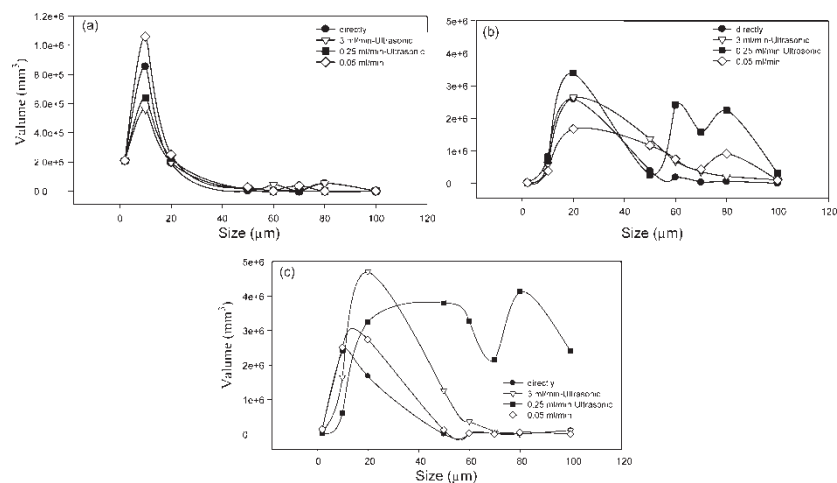 (a)
directly
3 ml/min-Ultrasonic
0.25 ml/min-Ultrasonic
0.05 ml/min
Valume (mm³)
1.2e+6
1.0e+6
8.0e+5
6.0e+5
4.0e+5
2.0e+5
0.0
0 20 40 60 80 100 120
Size (µm)
(b)
directly
3 ml/min-Ultrasonic
0.25 ml/min-Ultrasonic
0.05 ml/min
Valume (mm³)
5e+6
4e+6
3e+6
2e+6
1e+6
0
0 20 40 60 80 100 120
Size (µm)
(c)
directly
3 ml/min-Ultrasonic
0.25 ml/min-Ultrasonic
0.05 ml/min
Valume (mm³)
5e+6
4e+6
3e+6
2e+6
1e+6
0
0 20 40 60 80 100 120
Size (µm)